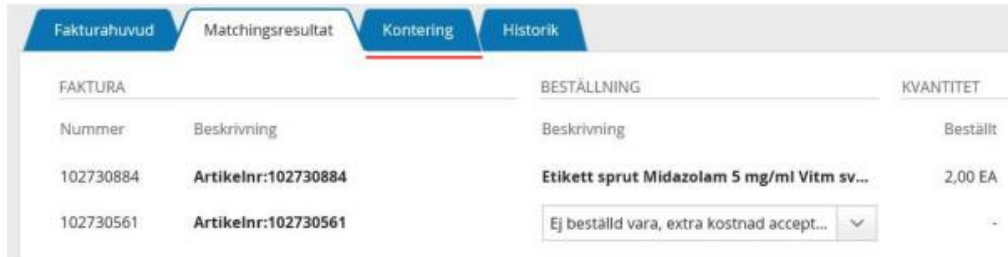 Fakturahuvud Matchingsresultat Kontering Historik
FAKTURA BESTÄLLNING KVANTITET
Nummer Beskrivning Beskrivning Beställt
102730884 Artikelnr:102730884 Etikett sprut Midazolam 5 mg/ml Vitm sv... 2,00 EA
102730561 Artikelnr:102730561 Ej beställd vara, extra kostnad accept... -